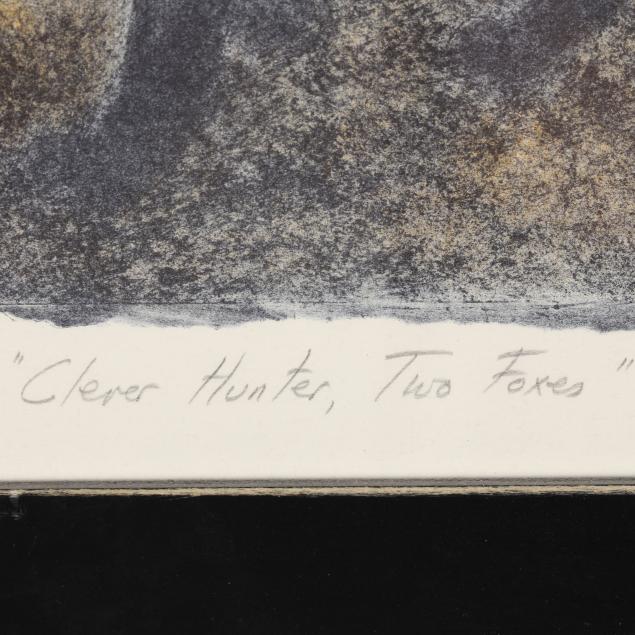 "Clever Hunter, Two Foxes"